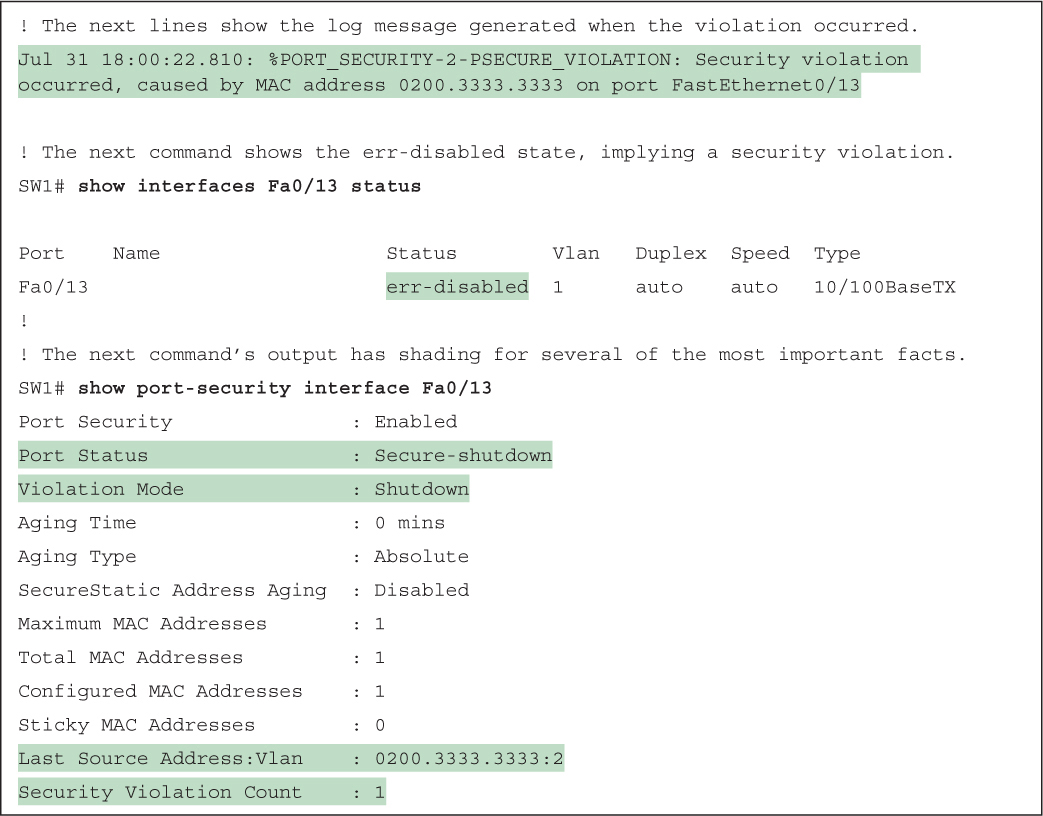 ! The next lines show the log message generated when the violation occurred.
Jul 31 18:00:22.810: %PORT_SECURITY-2-PSECURE_VIOLATION: Security violation
occurred, caused by MAC address 0200.3333.3333 on port FastEthernet0/13
! The next command shows the err-disabled state, implying a security violation.
SW1# show interfaces Fa0/13 status
Port    Name                       Status        Vlan   Duplex  Speed  Type
Fa0/13                         err-disabled  1      auto    auto   10/100BaseTX
!
! The next command’s output has shading for several of the most important facts.
SW1# show port-security interface Fa0/13
Port Security               : Enabled
Port Status                 : Secure-shutdown
Violation Mode              : Shutdown
Aging Time                  : 0 mins
Aging Type                  : Absolute
SecureStatic Address Aging  : Disabled
Maximum MAC Addresses       : 1
Total MAC Addresses         : 1
Configured MAC Addresses    : 1
Sticky MAC Addresses        : 0
Last Source Address:Vlan    : 0200.3333.3333:2
Security Violation Count    : 1